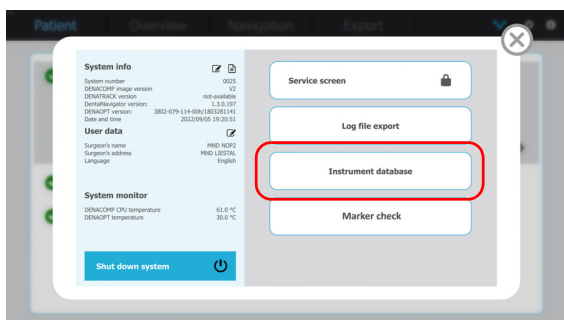 Patient Overview Navigation Export
System info
System number 0025
DENACOMP image version V2
DENATRACK version not-available
DentalNavigator version: 1.3.0.197
DENAOPT version: 3802-079-114-00h/1803281141
Date and time 2022/09/05 19:20:51
User data
Surgeon's name MND NOP2
Surgeon's address MND LIESTAL
Language English
System monitor
DENACOMP CPU temperature 61.0 °C
DENAOPT temperature 30.0 °C
Shut down system
Service screen
Log file export
Instrument database
Marker check